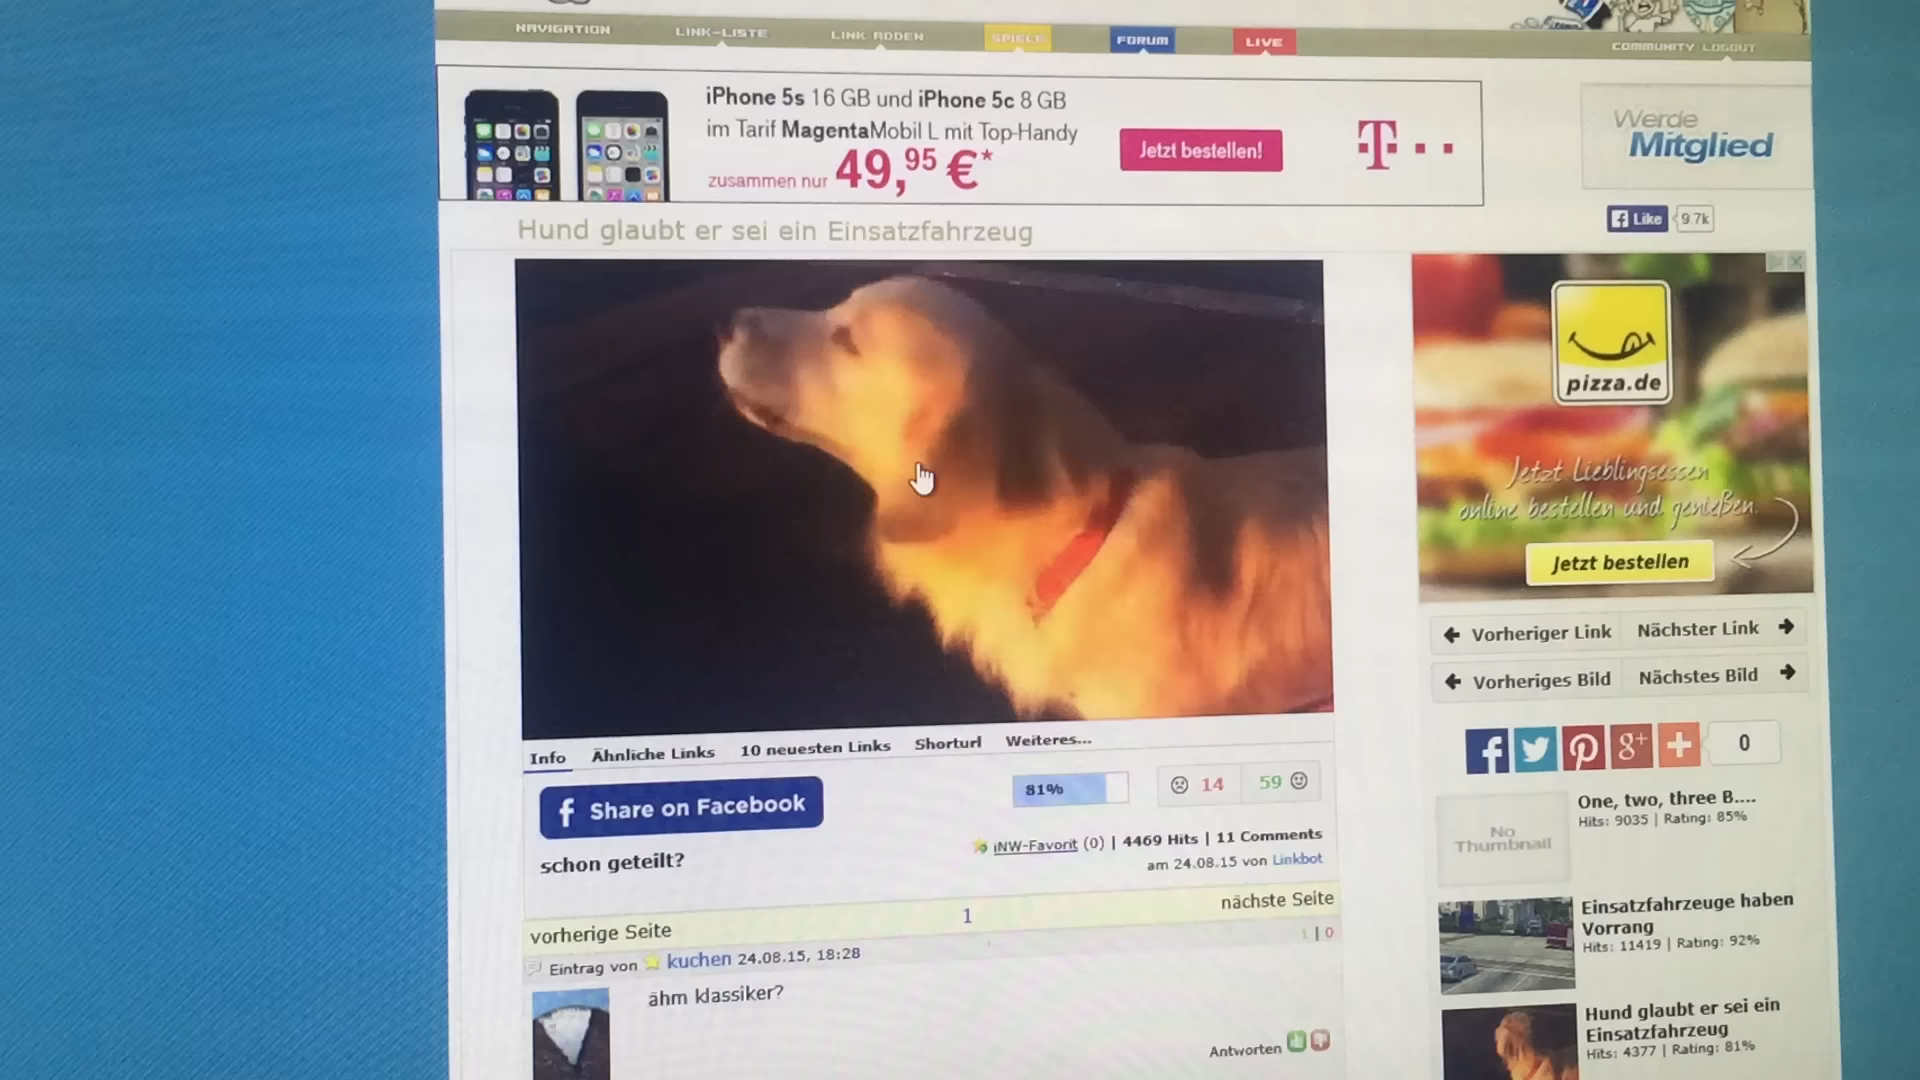 NAVIGATION LINK-LISTE LINK ADDEN SPIELE FORUM LIVE COMMUNITY LOGOUT
iPhone 5s 16 GB und iPhone 5c 8 GB
im Tarif MagentaMobil L mit Top-Handy
zusammen nur 49,95 €*
Jetzt bestellen!
T
Werde
Mitglied
Like 9.7k
Hund glaubt er sei ein Einsatzfahrzeug
pizza.de
Jetzt Lieblingsessen
online bestellen und genießen.
Jetzt bestellen
Vorheriger Link Nächster Link
Vorheriges Bild Nächstes Bild
Info Ähnliche Links 10 neuesten Links Shorturl Weiteres...
f Share on Facebook
81% 14 59
schon geteilt?
iNW-Favorit (0) | 4469 Hits | 11 Comments
am 24.08.15 von Linkbot
vorherige Seite 1 nächste Seite
Eintrag von kuchen 24.08.15, 18:28 1 | 0
ähm klassiker?
Antworten
f g+ 0
No
Thumbnail
One, two, three B....
Hits: 9035 | Rating: 85%
Einsatzfahrzeuge haben
Vorrang
Hits: 11419 | Rating: 92%
Hund glaubt er sei ein
Einsatzfahrzeug
Hits: 4377 | Rating: 81%